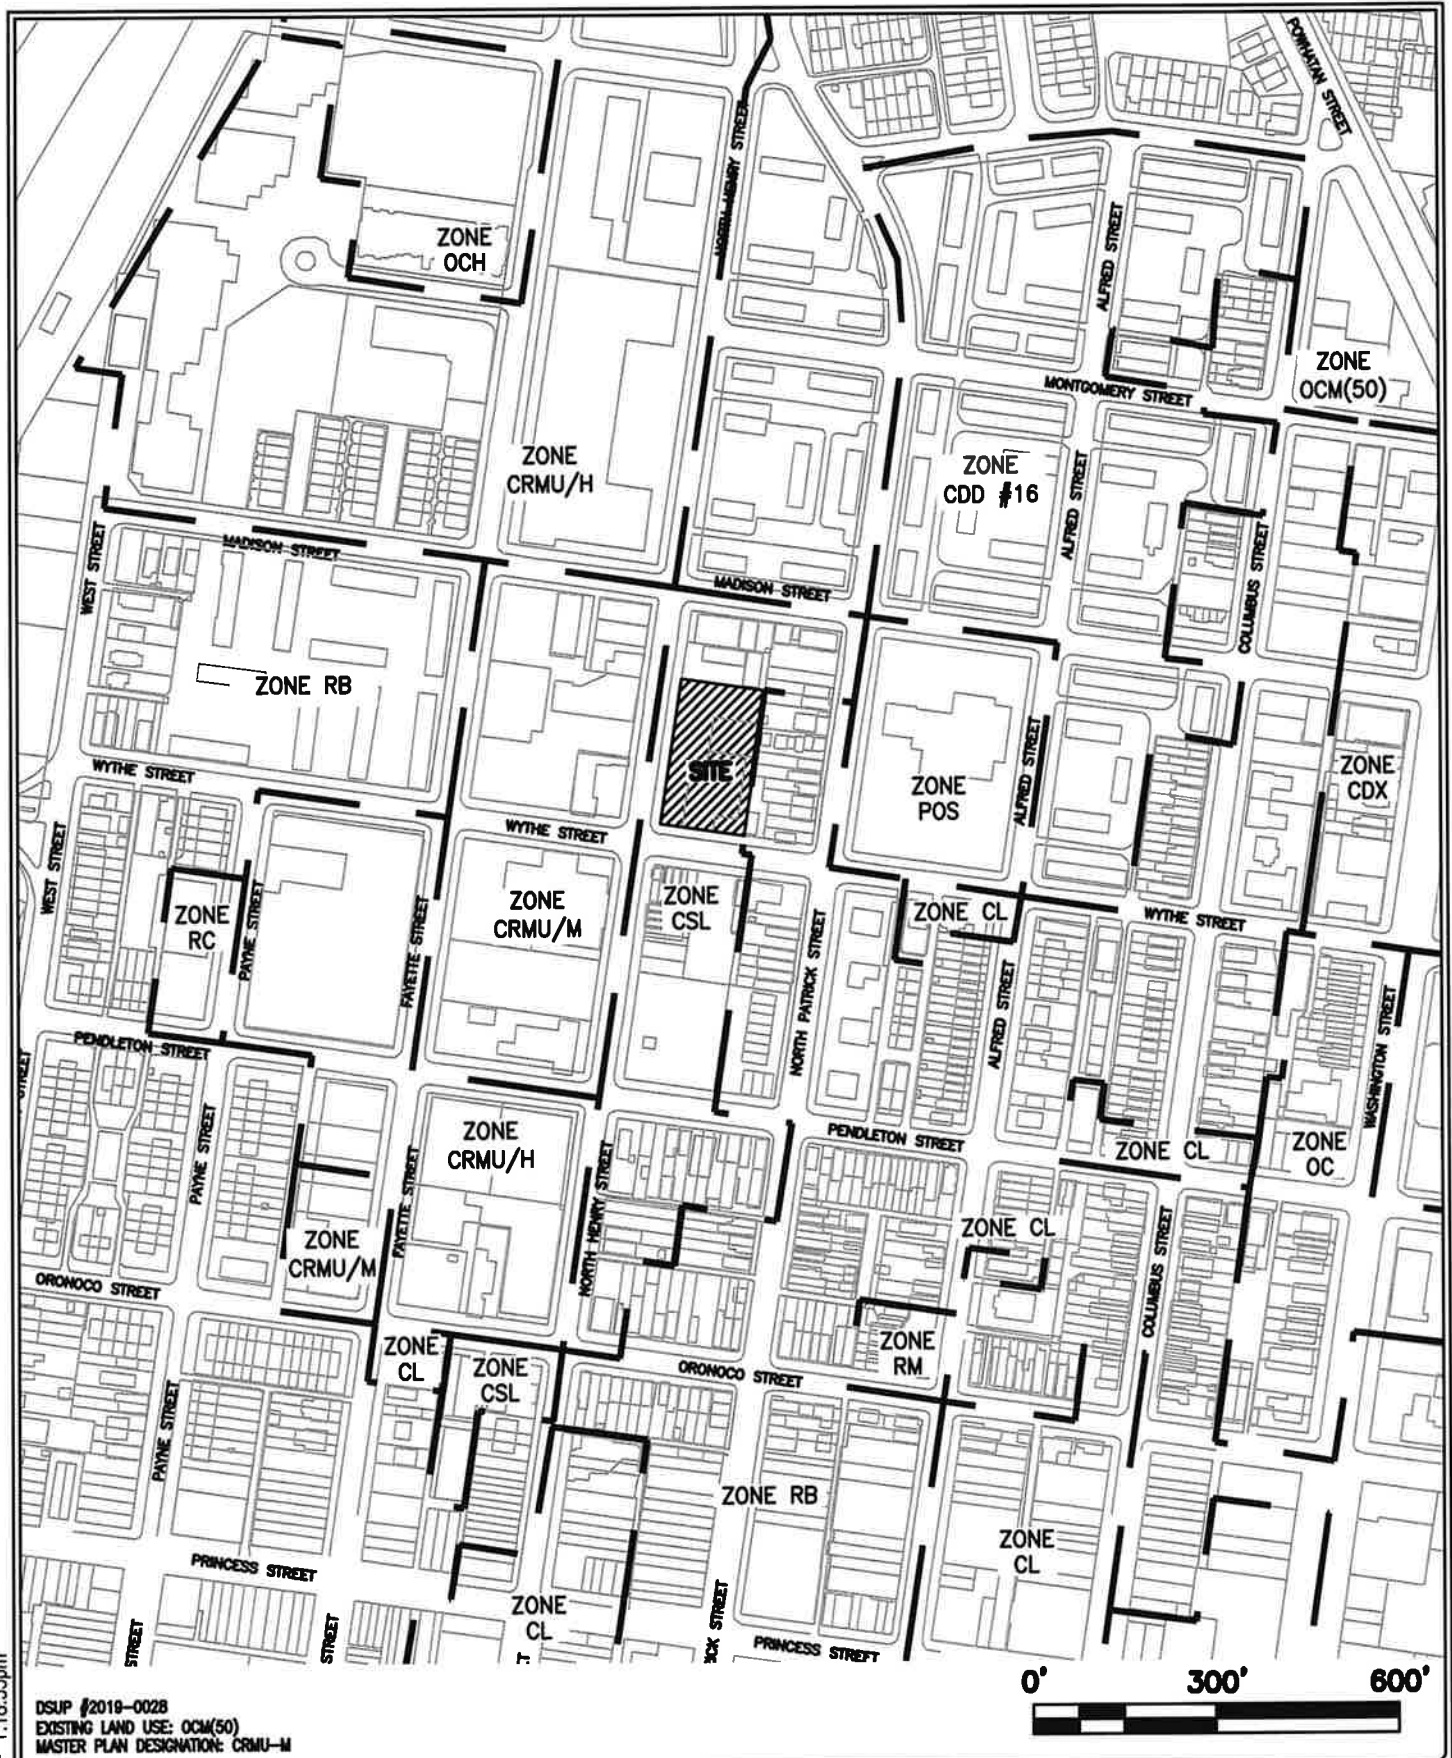 POWHATAN STREET
NORTH HENRY STREET
ALFRED STREET
ZONE
OCH
ZONE
OCM(50)
MONTGOMERY STREET
ZONE
CRMU/H
ZONE
CDD #16
ALFRED STREET
COLUMBUS STREET
WEST STREET
MADISON STREET
MADISON STREET
ZONE RB
SITE
ZONE
POS
ALFRED STREET
ZONE
CDX
WYTHE STREET
WYTHE STREET
WEST STREET
ZONE
RC
PAYNE STREET
FAYETTE STREET
ZONE
CRMU/M
ZONE
CSL
NORTH PATRICK STREET
ZONE CL
WYTHE STREET
ALFRED STREET
WASHINGTON STREET
PENDLETON STREET
STREET
PAYNE STREET
FAYETTE STREET
ZONE
CRMU/H
NORTH HENRY STREET
PENDLETON STREET
ZONE CL
ZONE
OC
ZONE CL
COLUMBUS STREET
ZONE
CRMU/M
ORONOCO STREET
ZONE
CL
ZONE
CSL
ORONOCO STREET
ZONE
RM
PAYNE STREET
ZONE RB
ZONE
CL
PRINCESS STREET
ZONE
CL
STREET
STREET
ET
ICK STREET
PRINCESS STREET
0' 300' 600'
DSUP #2019-0028
EXISTING LAND USE: OCM(50)
MASTER PLAN DESIGNATION: CRMU-M